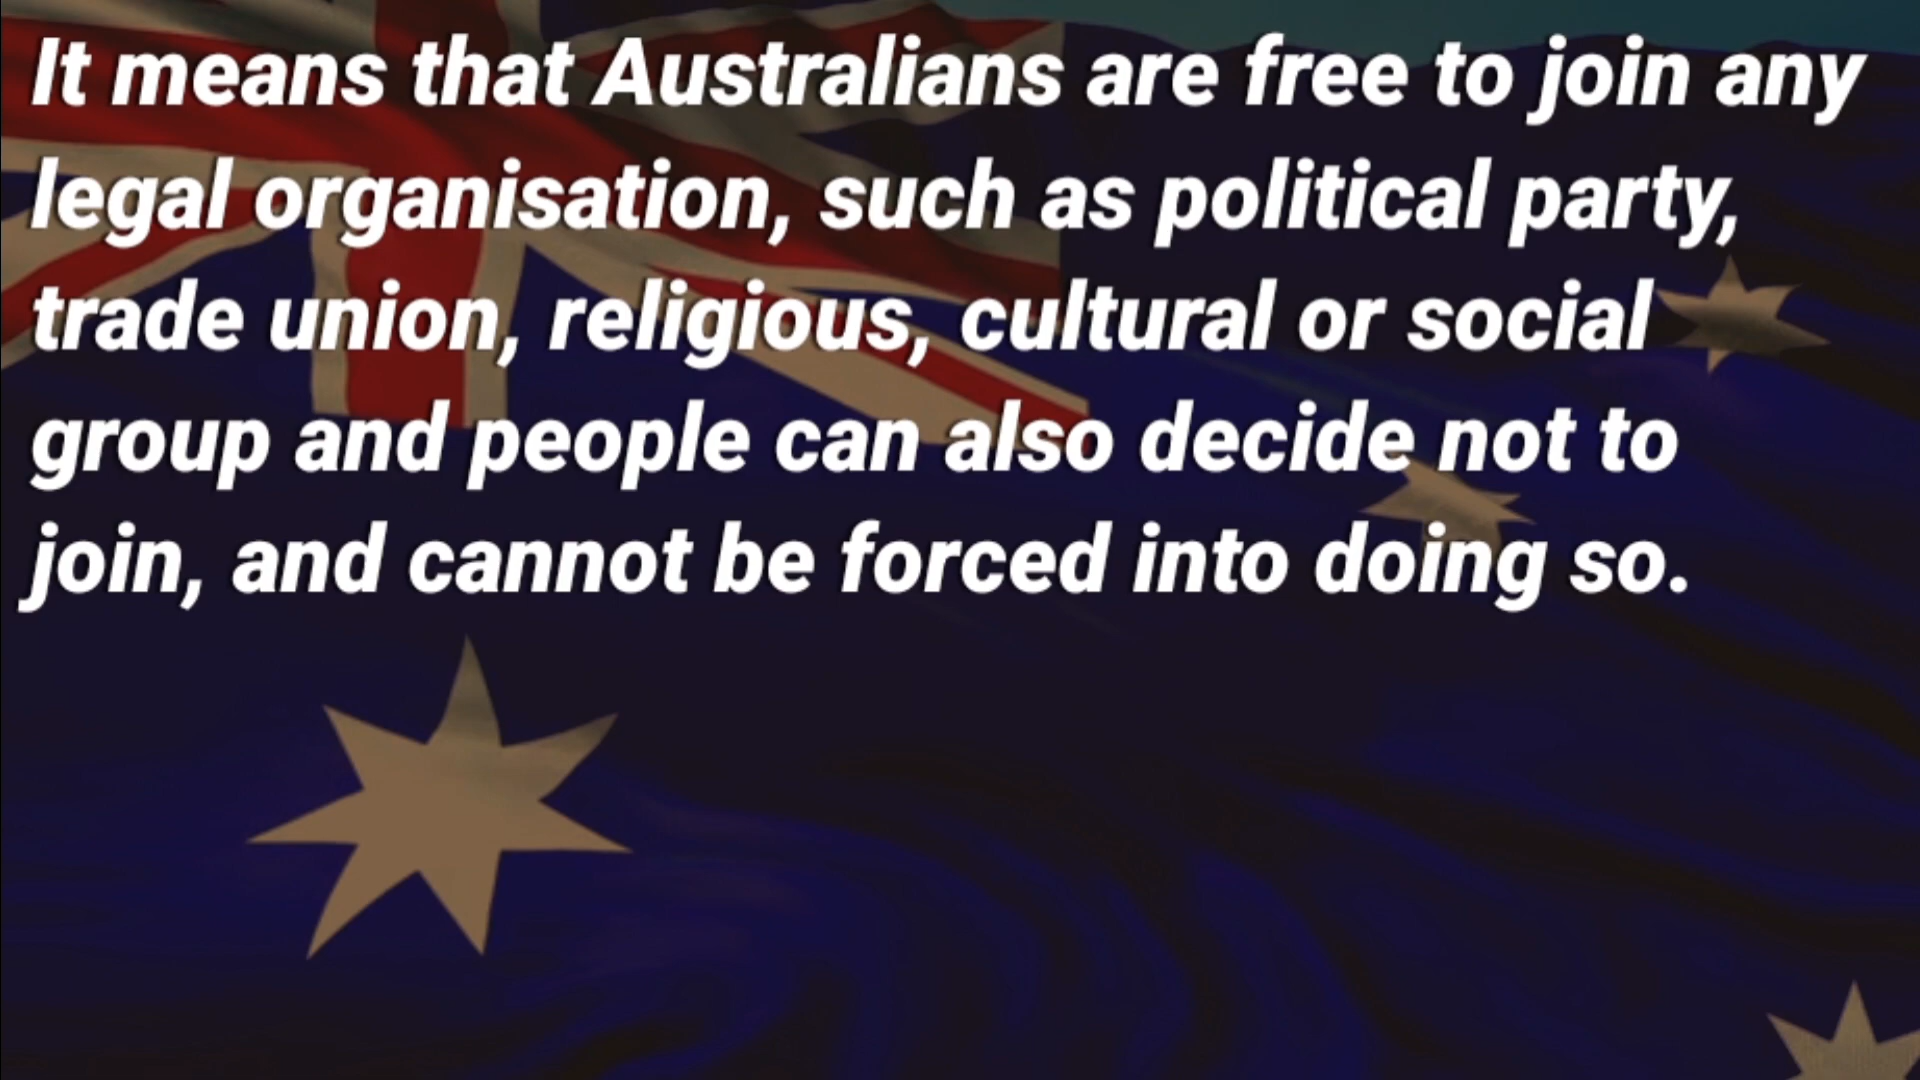 It means that Australians are free to join any
legal organisation, such as political party,
trade union, religious, cultural or social
group and people can also decide not to
join, and cannot be forced into doing so.